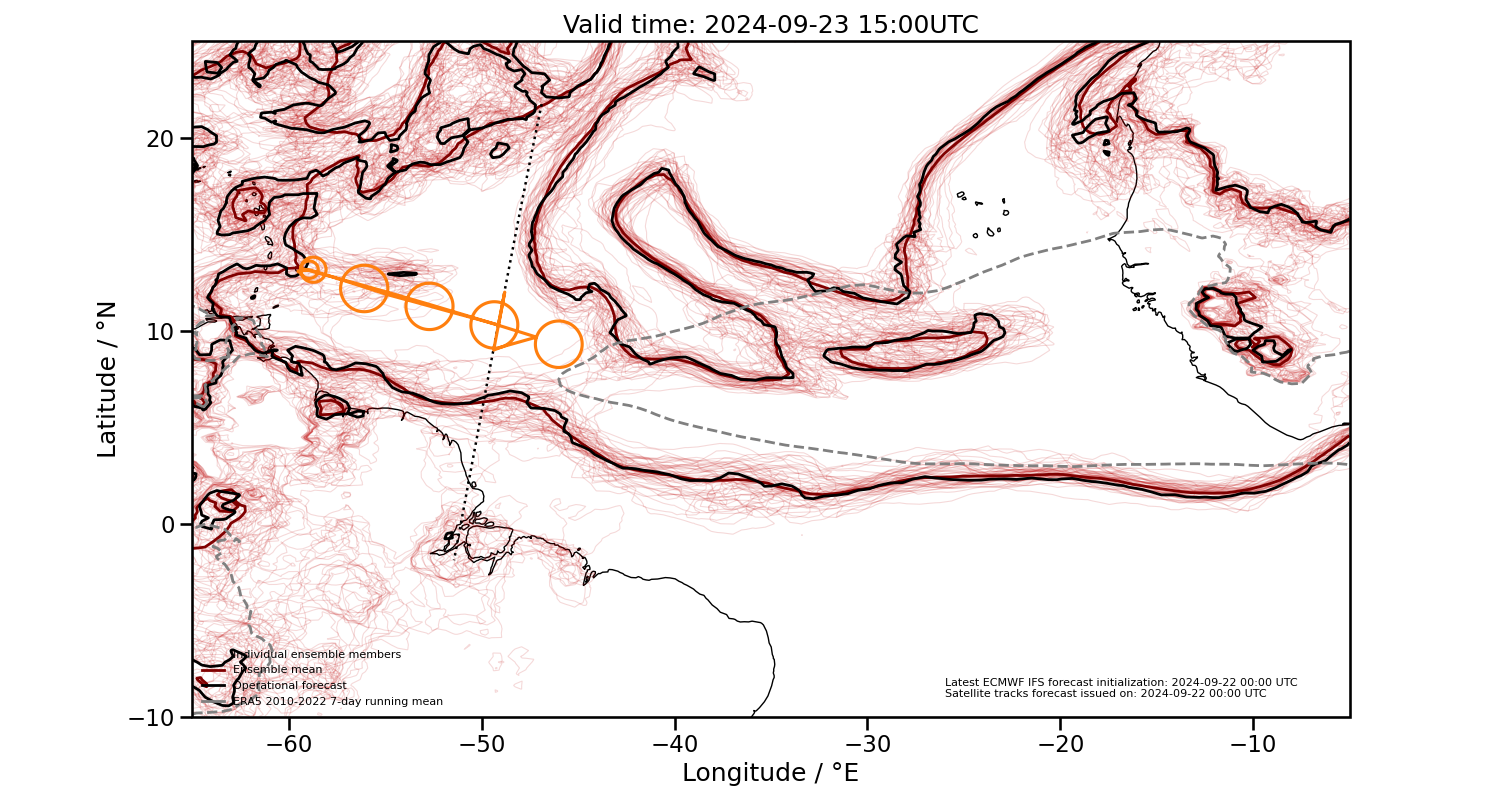 Valid time: 2024-09-23 15:00UTC
Latitude / °N
20
10
0
−10
Individual ensemble members
Ensemble mean
Operational forecast
ERA5 2010-2022 7-day running mean
Latest ECMWF IFS forecast initialization: 2024-09-22 00:00 UTC
Satellite tracks forecast issued on: 2024-09-22 00:00 UTC
−60
−50
−40
−30
−20
−10
Longitude / °E